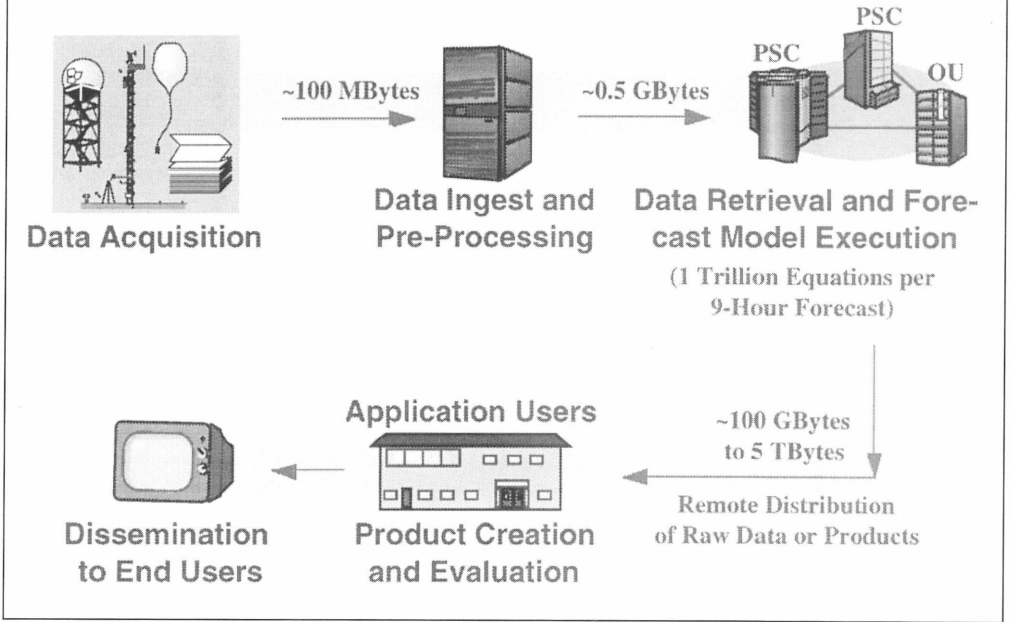 PSC
PSC
OU
~100 MBytes
~0.5 GBytes
Data Acquisition
Data Ingest and
Pre-Processing
Data Retrieval and Fore-
cast Model Execution
(1 Trillion Equations per
9-Hour Forecast)
~100 GBytes
to 5 TBytes
Remote Distribution
of Raw Data or Products
Application Users
Product Creation
and Evaluation
Dissemination
to End Users